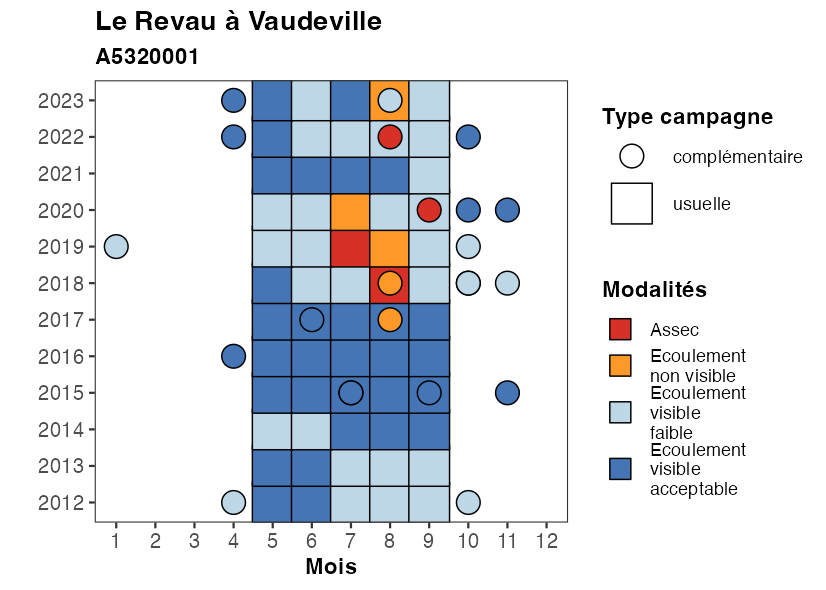 Le Revau à Vaudeville
A5320001
2023
2022
2021
2020
2019
2018
2017
2016
2015
2014
2013
2012
1 2 3 4 5 6 7 8 9 10 11 12
Mois
Type campagne
complémentaire
usuelle
Modalités
Assec
Ecoulement
non visible
Ecoulement
visible
faible
Ecoulement
visible
acceptable